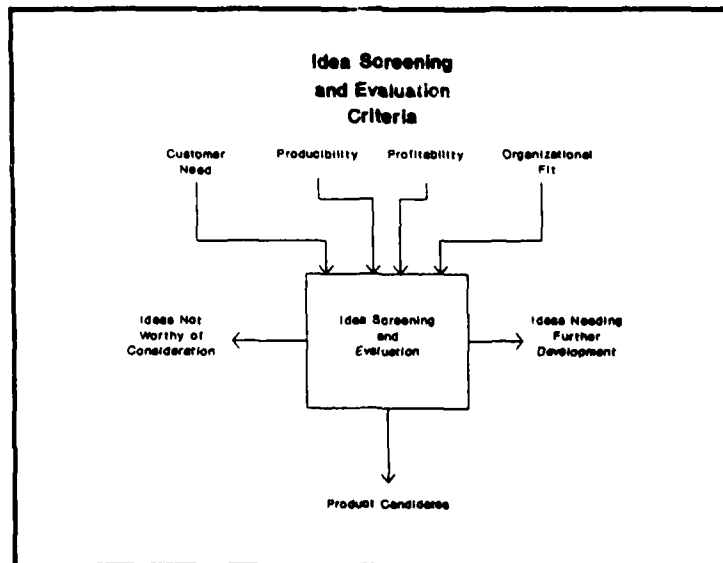 Idea Screening
and Evaluation
Criteria
Customer
Need
Producibility
Profitability
Organizational
Fit
Ideas Not
Worthy of
Consideration
Idea Screening
and
Evaluation
Ideas Needing
Further
Development
Product Candidates